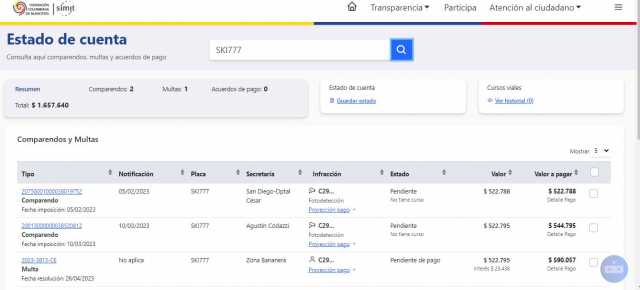 FEDERACIÓN COLOMBIANA DE MUNICIPIOS
simit
Transparencia
Participa
Atención al ciudadano
Estado de cuenta
Consulta aquí comparendos, multas y acuerdos de pago
SKI777
Resumen Comparendos: 2 Multas: 1 Acuerdos de pago: 0
Total: $ 1.657.640
Estado de cuenta
Guardar estado
Cursos viales
Ver historial (0)
Comparendos y Multas
Mostrar 5
Tipo Notificación Placa Secretaría Infracción Estado Valor Valor a pagar
05/02/2023 SKI777 San Diego-Dptal Cesar C29... Pendiente $ 522.788 $ 522.788
Comparendo Fotodetección No tiene curso Detalle Pago
Fecha imposición: 05/02/2023 Proyección pago
10/03/2023 SKI777 Agustín Codazzi C29... Pendiente $ 522.795 $ 544.795
Comparendo Fotodetección No tiene curso Detalle Pago
Fecha imposición: 10/03/2023 Proyección pago
2023-3813-CE No aplica SKI777 Zona Bananera C29... Pendiente de pago $ 522.795 $ 590.057
Multa Proyección pago Interés $ 23.438 Detalle Pago
Fecha resolución: 26/04/2023